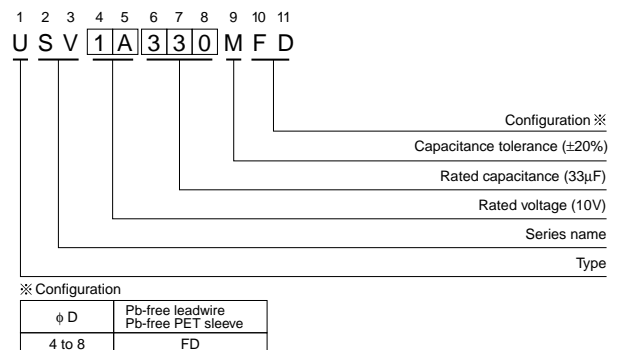 1 2 3 4 5 6 7 8 9 10 11
U S V 1 A 3 3 0 M F D
Configuration ※
Capacitance tolerance (±20%)
Rated capacitance (33µF)
Rated voltage (10V)
Series name
Type
※ Configuration
ϕ D
Pb-free leadwire
Pb-free PET sleeve
4 to 8
FD